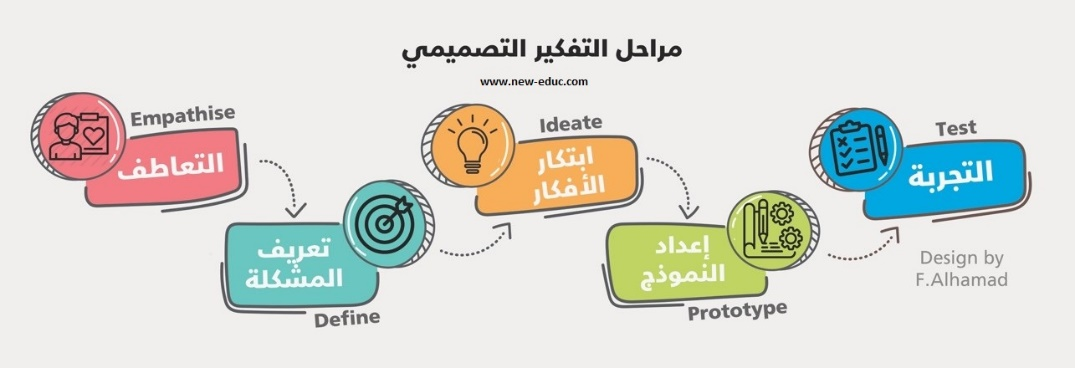 مراحل التفكير التصميمي
www.new-educ.com
Empathise
التعاطف
تعريف
المشكلة
Define
Ideate
ابتكار
الأفكار
إعداد
النموذج
Prototype
Test
التجربة
Design by
F.Alhamad